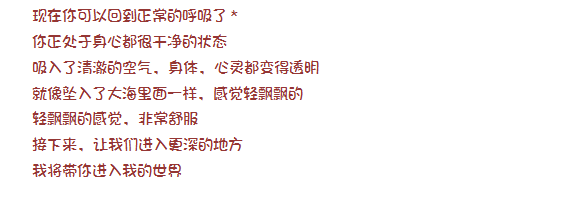 现在你可以回到正常的呼吸了*
你正处于身心都很干净的状态
吸入了清澈的空气、身体、心灵都变得透明
就像坠入了大海里面一样、感觉轻飘飘的
轻飘飘的感觉、非常舒服
接下来、让我们进入更深的地方
我将带你进入我的世界